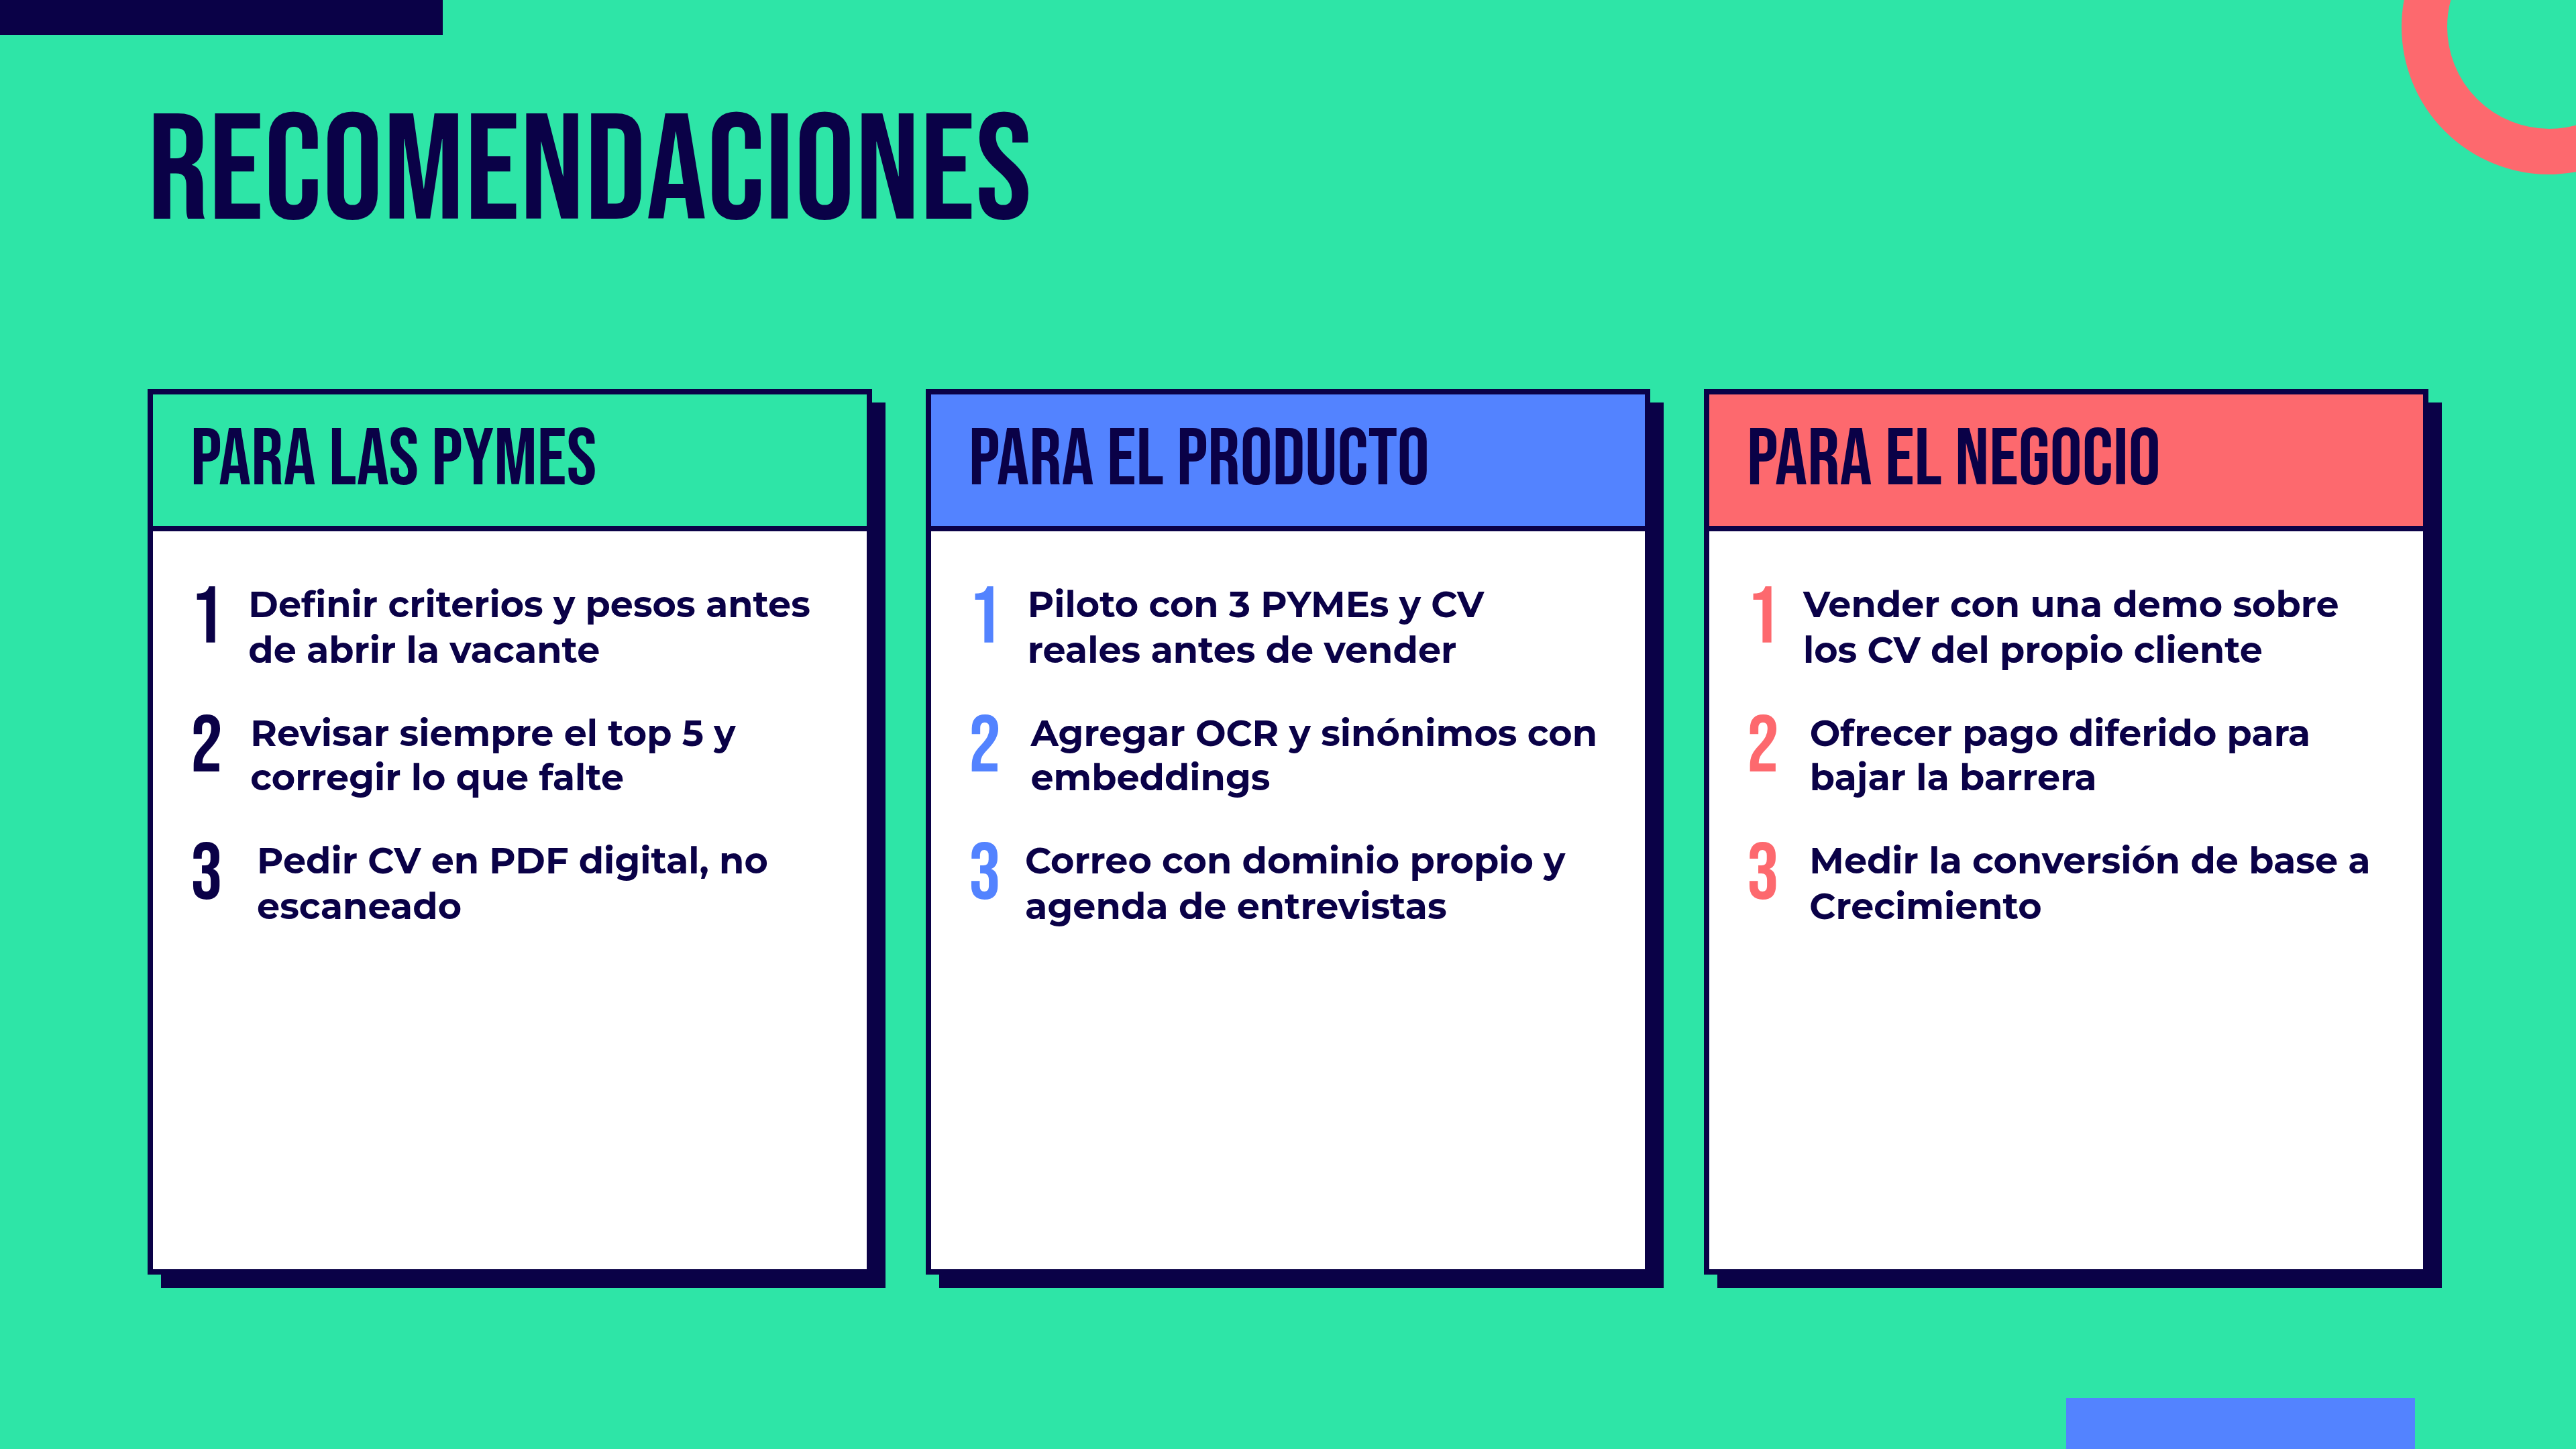 RECOMENDACIONES
PARA LAS PYMES
1 Definir criterios y pesos antes
de abrir la vacante
2 Revisar siempre el top 5 y
corregir lo que falte
3 Pedir CV en PDF digital, no
escaneado
PARA EL PRODUCTO
1 Piloto con 3 PYMEs y CV
reales antes de vender
2 Agregar OCR y sinónimos con
embeddings
3 Correo con dominio propio y
agenda de entrevistas
PARA EL NEGOCIO
1 Vender con una demo sobre
los CV del propio cliente
2 Ofrecer pago diferido para
bajar la barrera
3 Medir la conversión de base a
Crecimiento